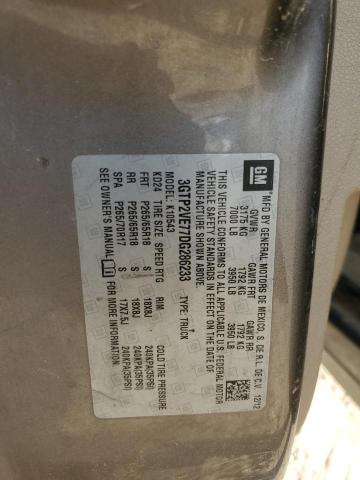 GM
MFD BY GENERAL MOTORS DE MEXICO, S. DE R.L. DE C.V. 12/12
GVWR GAWR FRT GAWR RR
3175 KG 1792 KG 1792 KG
7000 LB 3950 LB 3950 LB
THIS VEHICLE CONFORMS TO ALL APPLICABLE U.S. FEDERAL MOTOR
VEHICLE SAFETY STANDARDS IN EFFECT ON THE DATE OF
MANUFACTURE SHOWN ABOVE.
3GTP2VE77DG286233 TYPE: TRUCK
MODEL: K10543
KD24 TIRE SIZE SPEED RTG RIM COLD TIRE PRESSURE
FRT P265/65R18 S 18X8J 240KPA(35PSI)
RR P265/65R18 S 18X8J 240KPA(35PSI)
SPA P265/70R17 S 17X7.5J 240KPA(35PSI)
SEE OWNER'S MANUAL